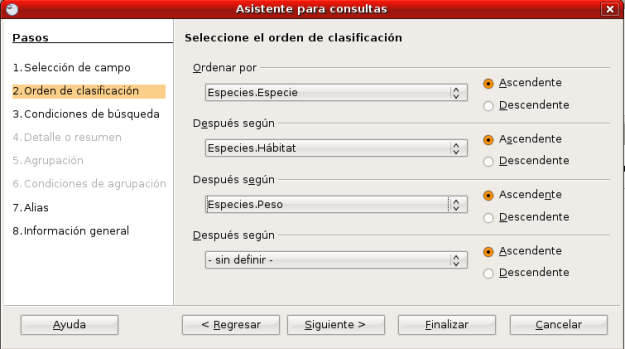 Asistente para consultas
Pasos
1.Selección de campo
2.Orden de clasificación
3.Condiciones de búsqueda
4.Detalle o resumen
5.Agrupación
6.Condiciones de agrupación
7.Alias
8.Información general
Seleccione el orden de clasificación
Ordenar por
Especies.Especie
Ascendente
Descendente
Después según
Especies.Hábitat
Ascendente
Descendente
Después según
Especies.Peso
Ascendente
Descendente
Después según
- sin definir -
Ascendente
Descendente
Ayuda
< Regresar
Siguiente >
Finalizar
Cancelar